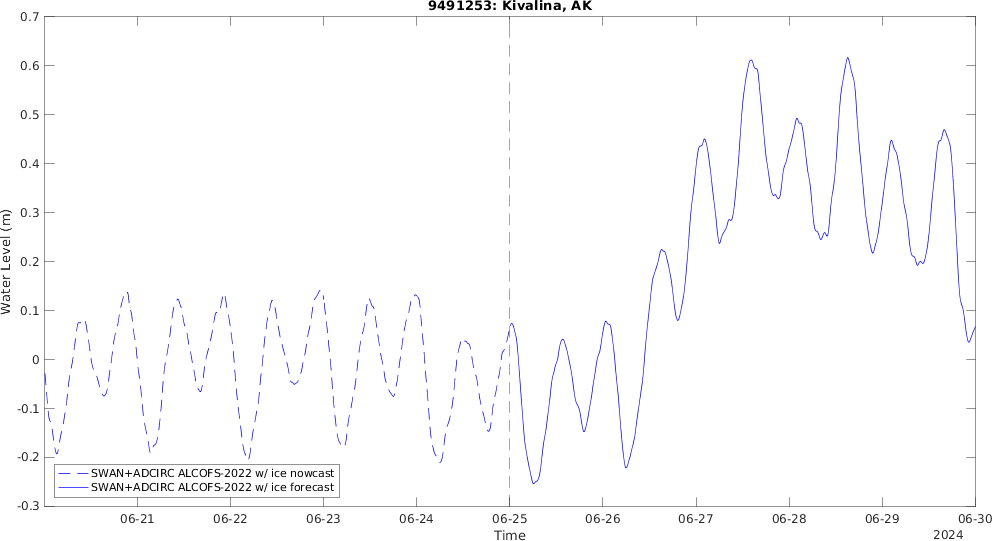 9491253: Kivalina, AK
0.7
0.6
0.5
0.4
0.3
0.2
0.1
0
-0.1
-0.2
-0.3
Water Level (m)
SWAN+ADCIRC ALCOFS-2022 w/ ice nowcast
SWAN+ADCIRC ALCOFS-2022 w/ ice forecast
06-21 06-22 06-23 06-24 06-25 06-26 06-27 06-28 06-29 06-30
Time 2024